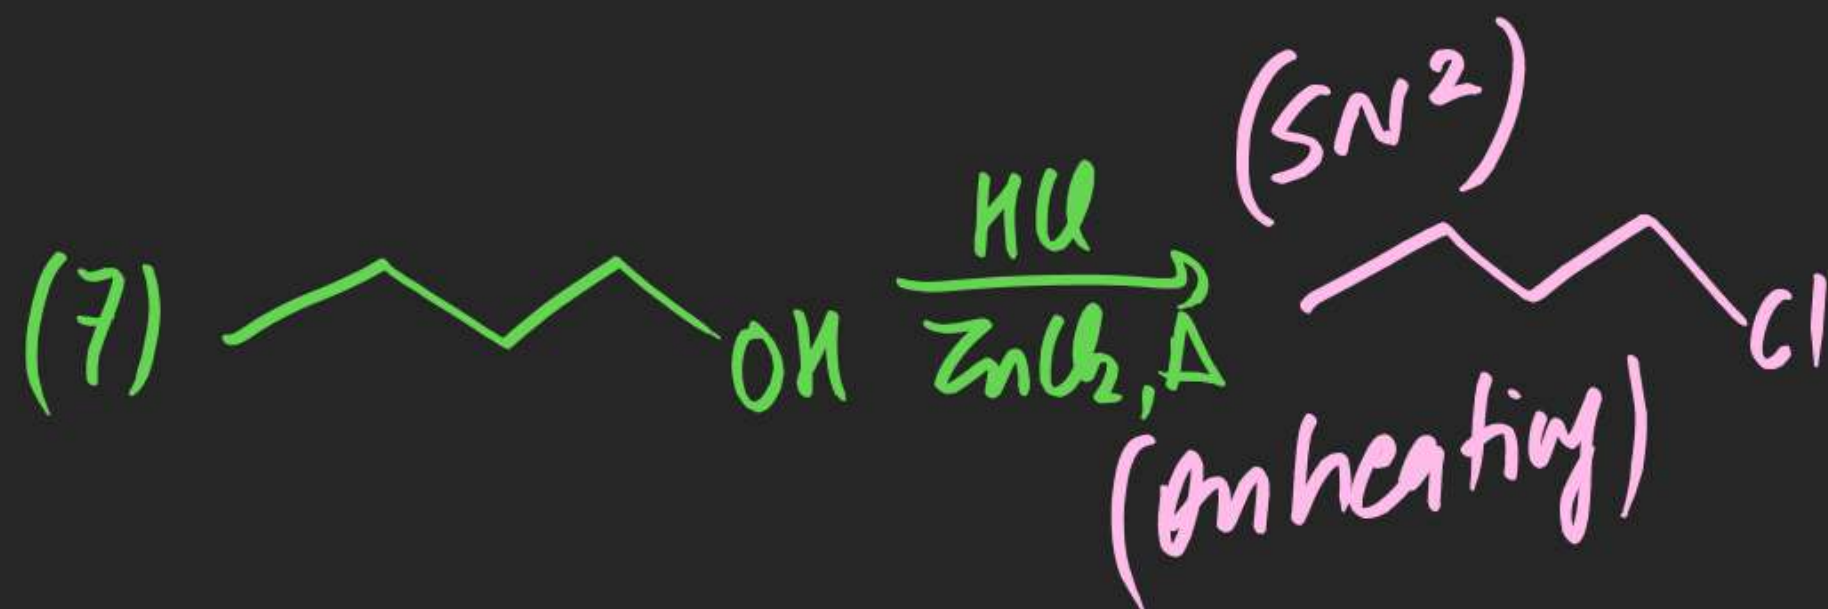 (SN²)
HCl
(7) OH ZnCl₂, Δ Cl
(on heating)